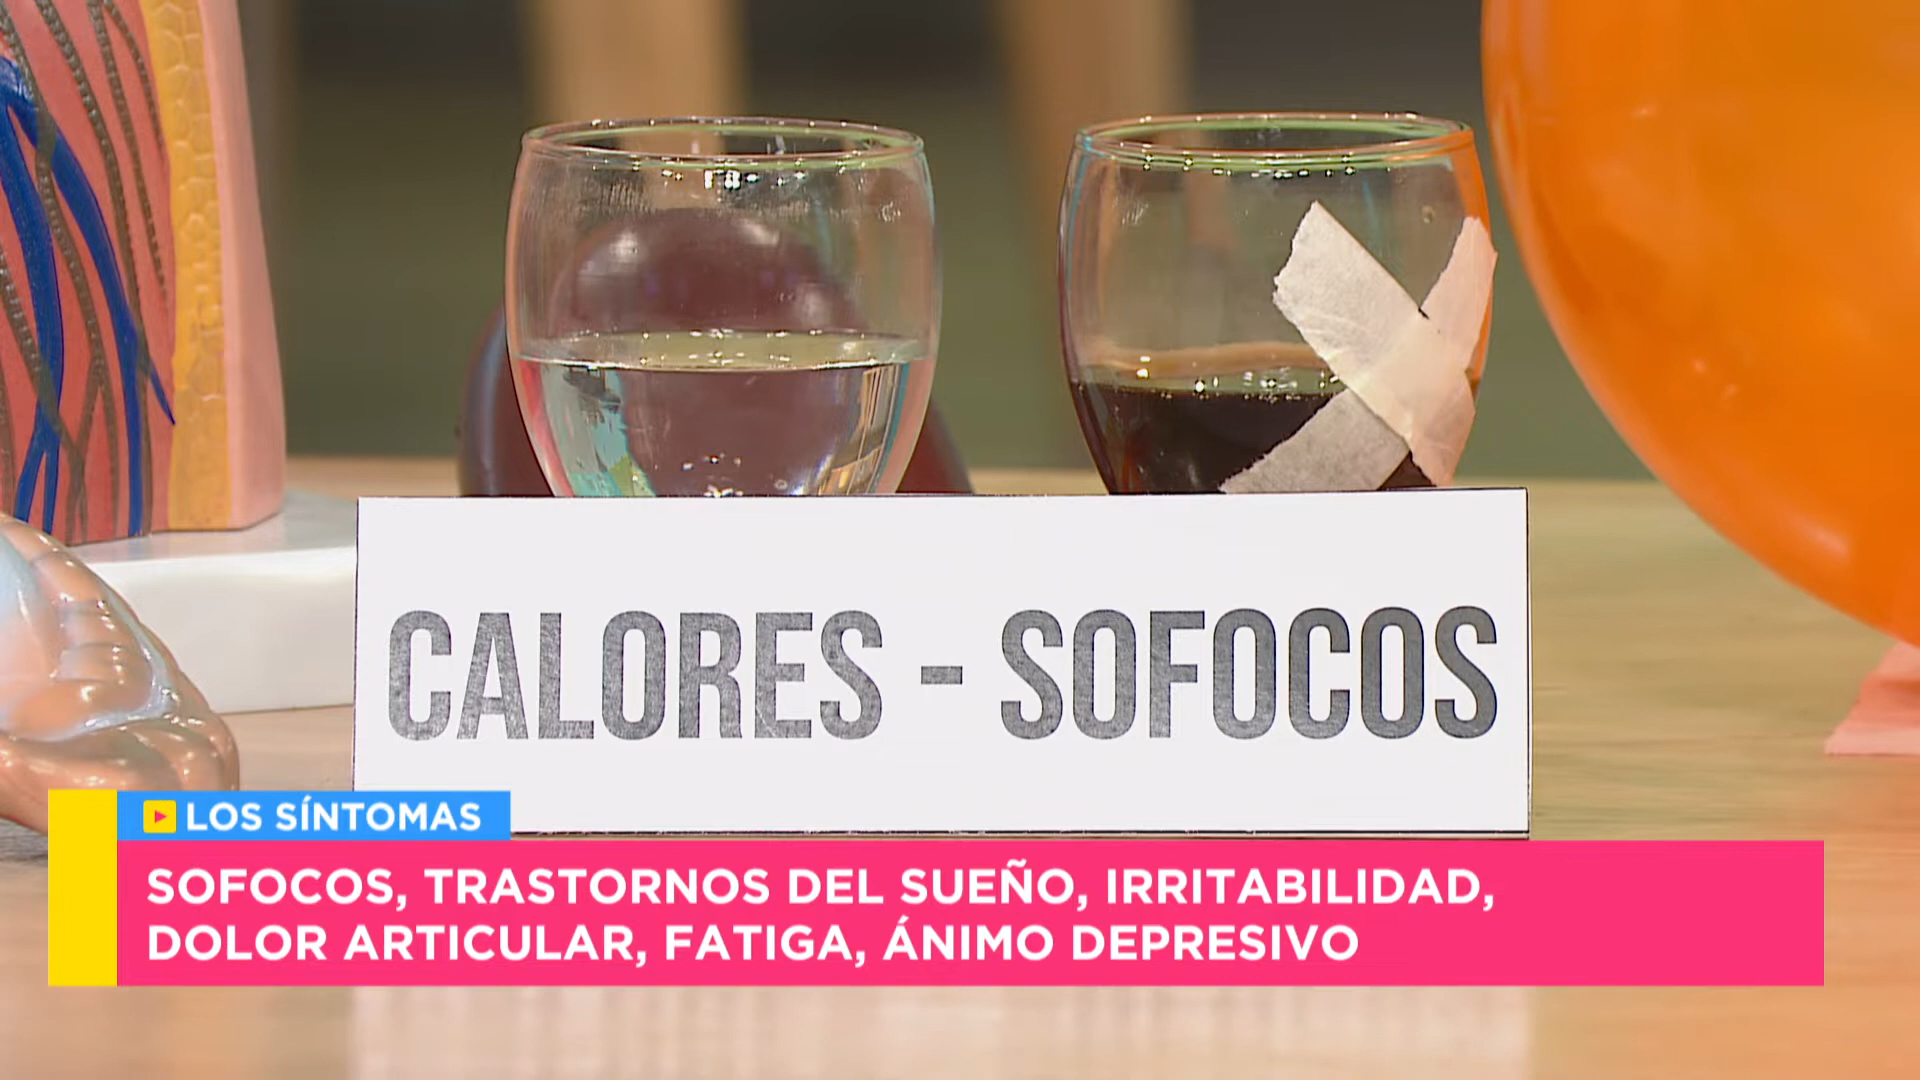 CALORES - SOFOCOS
LOS SÍNTOMAS
SOFOCOS, TRASTORNOS DEL SUEÑO, IRRITABILIDAD,
DOLOR ARTICULAR, FATIGA, ÁNIMO DEPRESIVO